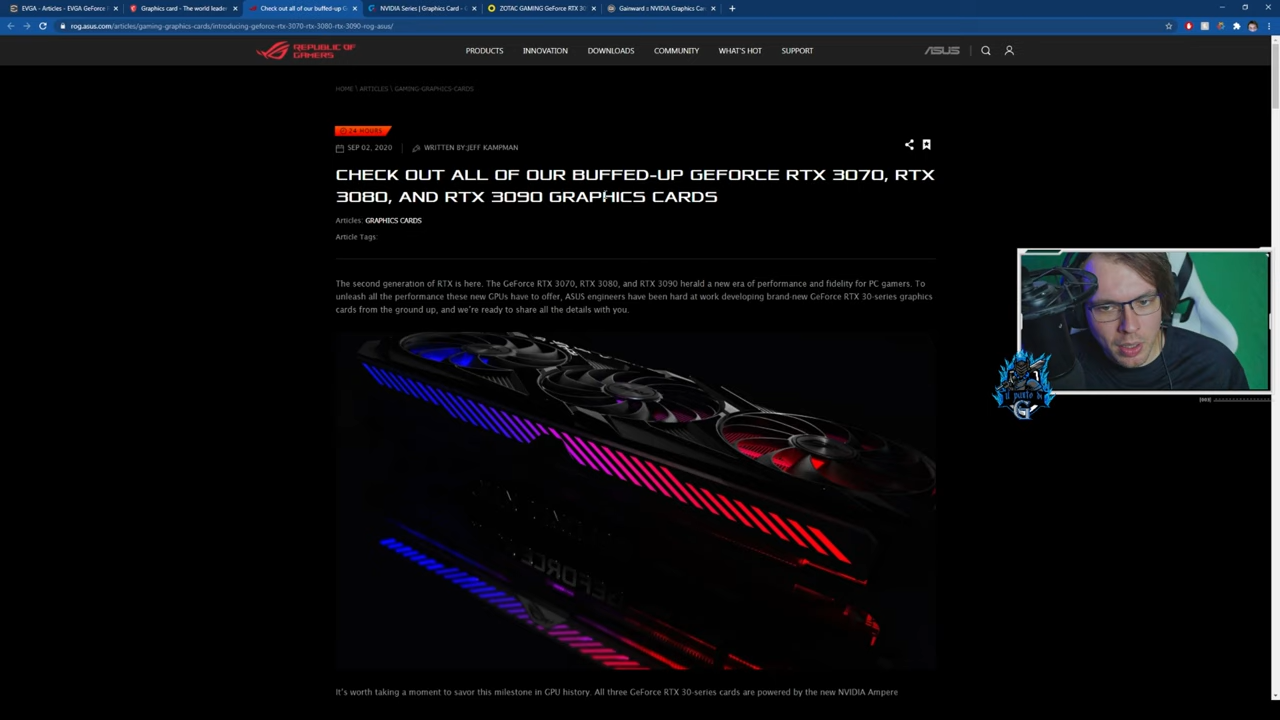 EVGA - Articles - EVGA GeForce
Graphics card - The world leade
Check out all of our buffed-up G
NVIDIA Series | Graphics Card - 
ZOTAC GAMING GeForce RTX 30
Gainward :: NVIDIA Graphics Car
rog.asus.com/articles/gaming-graphics-cards/introducing-geforce-rtx-3070-rtx-3080-rtx-3090-rog-asus/
REPUBLIC OF
GAMERS
PRODUCTS INNOVATION DOWNLOADS COMMUNITY WHAT'S HOT SUPPORT
ASUS
HOME \ ARTICLES \ GAMING-GRAPHICS-CARDS
24 HOURS
SEP 02, 2020 WRITTEN BY:JEFF KAMPMAN
CHECK OUT ALL OF OUR BUFFED-UP GEFORCE RTX 3070, RTX
3080, AND RTX 3090 GRAPHICS CARDS
Articles: GRAPHICS CARDS
Article Tags:
The second generation of RTX is here. The GeForce RTX 3070, RTX 3080, and RTX 3090 herald a new era of performance and fidelity for PC gamers. To
unleash all the performance these new GPUs have to offer, ASUS engineers have been hard at work developing brand-new GeForce RTX 30-series graphics
cards from the ground up, and we're ready to share all the details with you.
GEFORCE
It's worth taking a moment to savor this milestone in GPU history. All three GeForce RTX 30-series cards are powered by the new NVIDIA Ampere